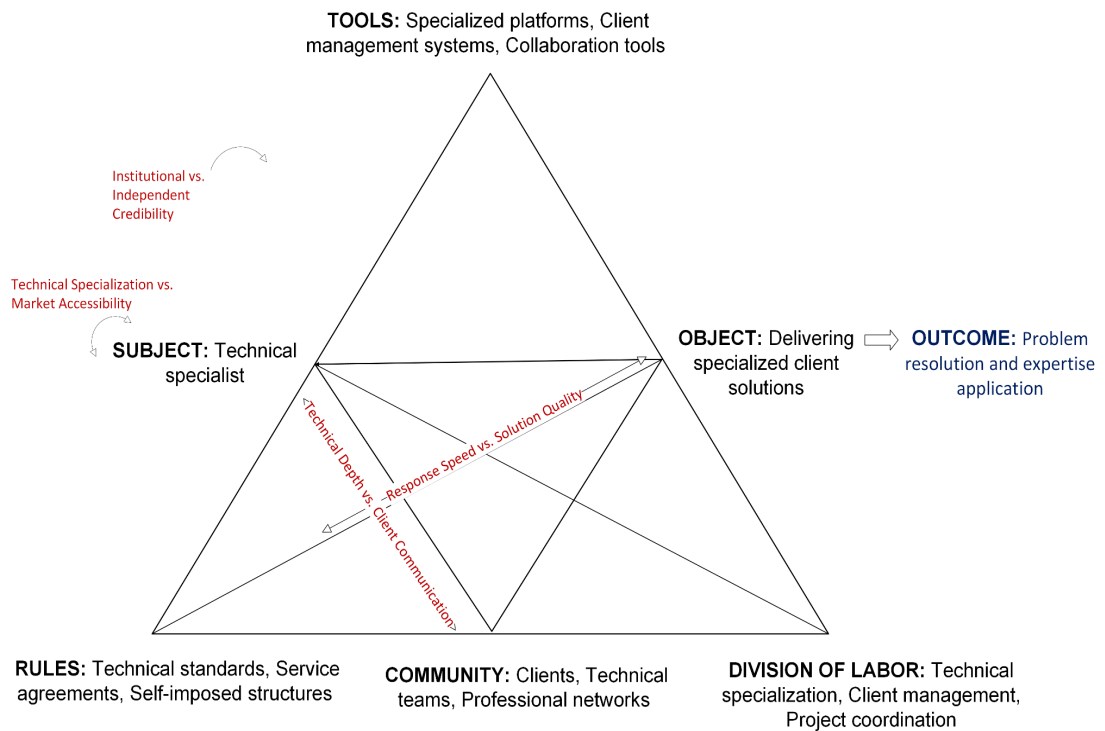 TOOLS: Specialized platforms, Client
management systems, Collaboration tools
Institutional vs.
Independent
Credibility
Technical Specialization vs.
Market Accessibility
SUBJECT: Technical
specialist
OBJECT: Delivering
specialized client
solutions
OUTCOME: Problem
resolution and expertise
application
Response Speed vs. Solution Quality
Technical Depth vs. Client Communication
RULES: Technical standards, Service
agreements, Self-imposed structures
COMMUNITY: Clients, Technical
teams, Professional networks
DIVISION OF LABOR: Technical
specialization, Client management,
Project coordination